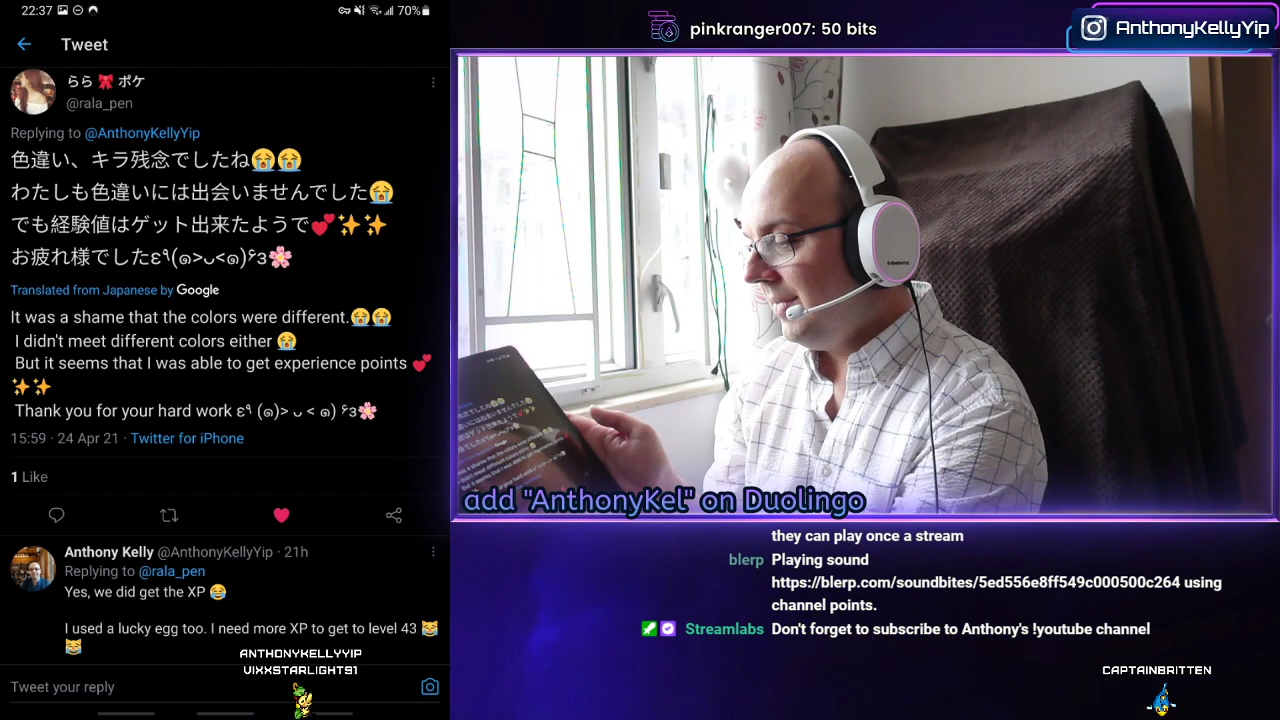 22:37
70%
Tweet
らら🎀ポケ
@rala_pen
Replying to @AnthonyKellyYip
色違い、キラ残念でしたね😭😭
わたしも色違いには出会いませんでした😭
でも経験値はゲット出来たようで💕✨✨
お疲れ様でした꒰⁾⁾(๑>ᴗ<๑)⁾⁾꒱🌸
Translated from Japanese by Google
It was a shame that the colors were different.😭😭
I didn't meet different colors either 😭
But it seems that I was able to get experience points 💕
✨✨
Thank you for your hard work ε٩ (๑)> ᴗ < ๑) ۶з🌸
15:59 · 24 Apr 21 · Twitter for iPhone
1 Like
Anthony Kelly @AnthonyKellyYip · 21h
Replying to @rala_pen
Yes, we did get the XP 😂
I used a lucky egg too. I need more XP to get to level 43 😹
😹
ANTHONYKELLYYIP
VIXXSTARLIGHT91
Tweet your reply
pinkranger007: 50 bits
AnthonyKellyYip
add "AnthonyKel" on Duolingo
they can play once a stream
blerp Playing sound
https://blerp.com/soundbites/5ed556e8ff549c000500c264 using
channel points.
Streamlabs Don't forget to subscribe to Anthony's !youtube channel
CAPTAINBRITTEN